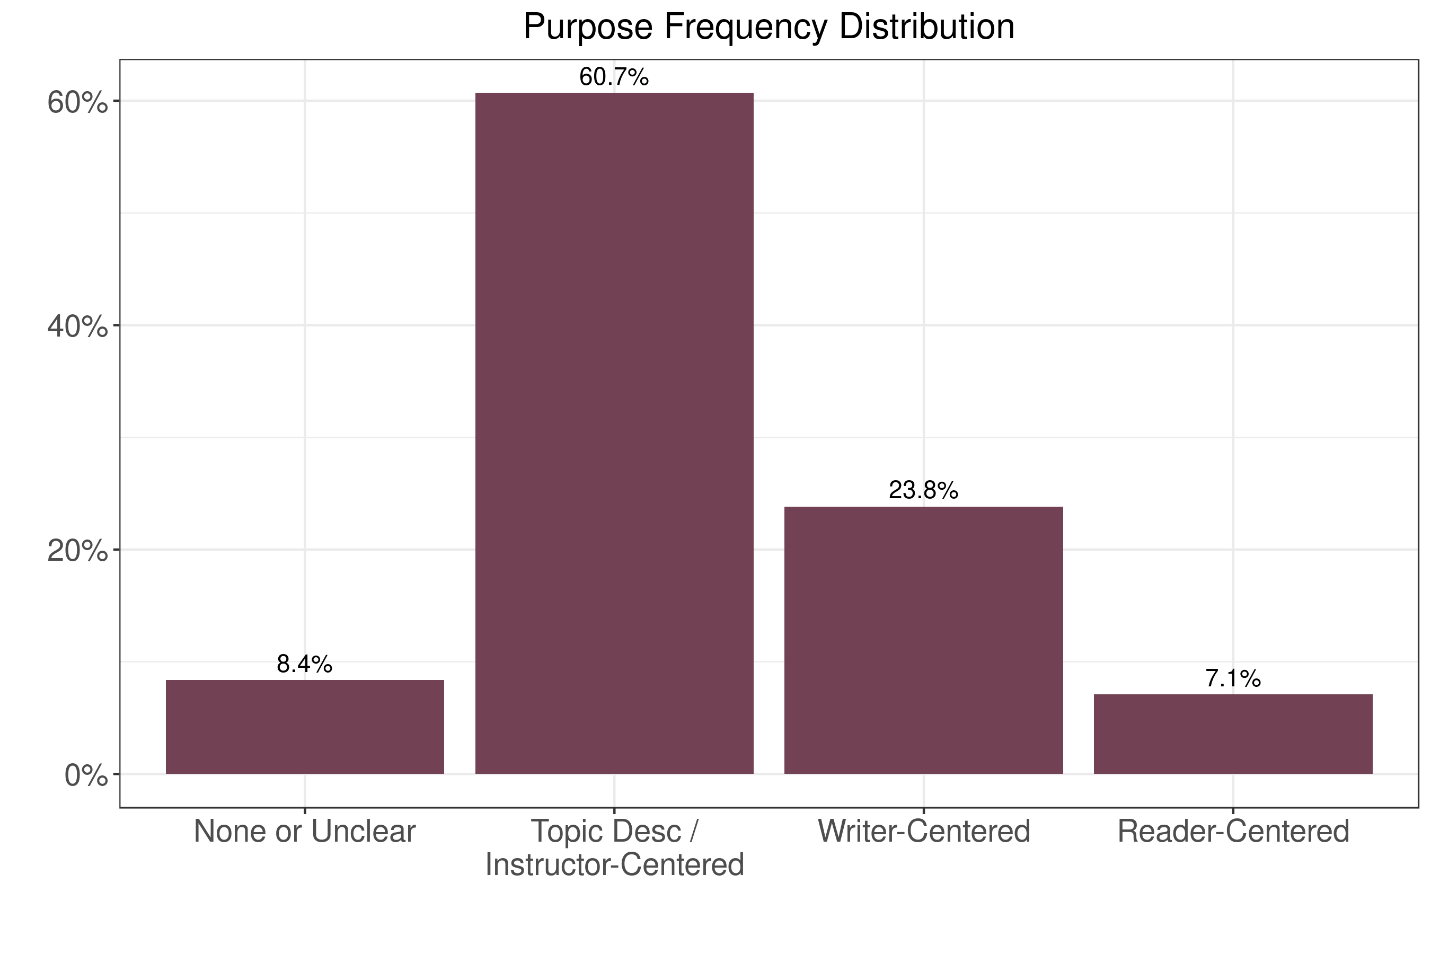 Purpose Frequency Distribution
60.7%
60%
40%
23.8%
20%
8.4%
7.1%
0%
None or Unclear
Topic Desc /
Instructor-Centered
Writer-Centered
Reader-Centered